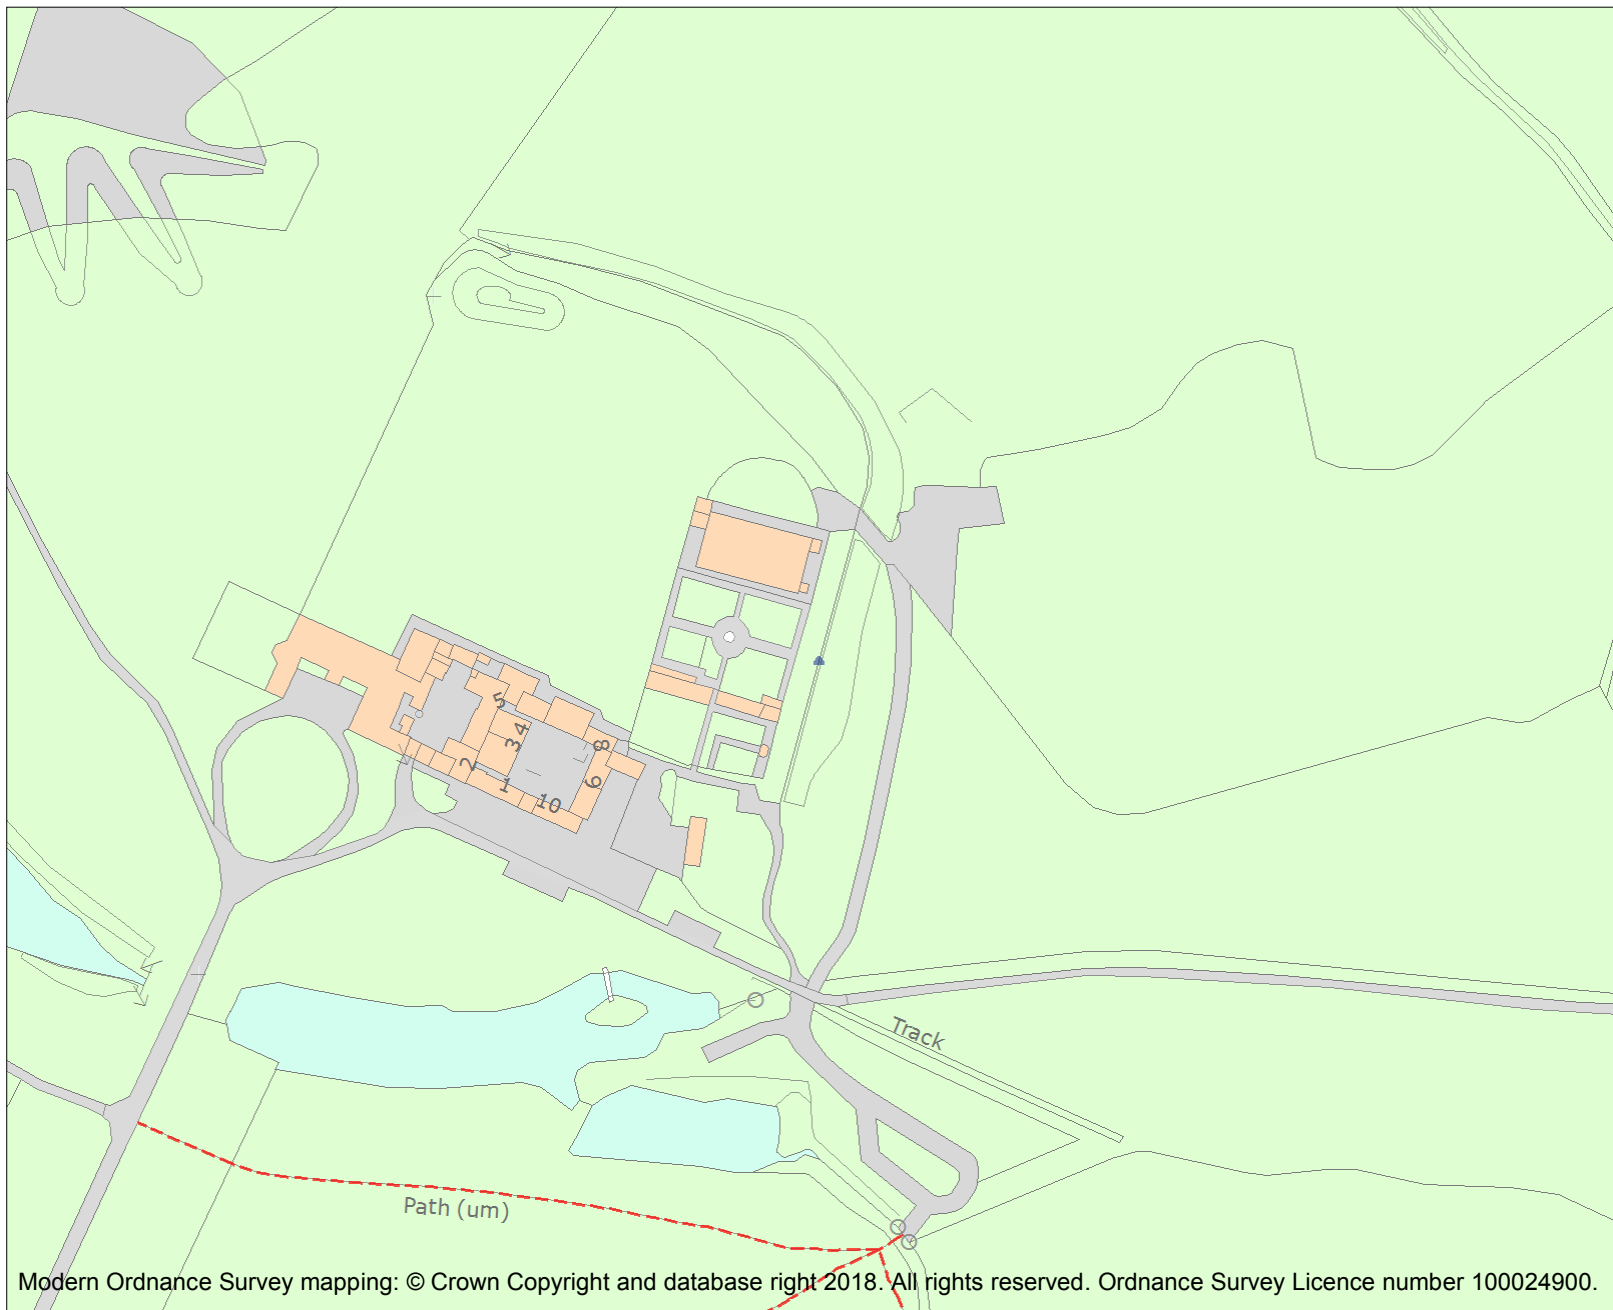 5
4
3
8
2
1
9
10
Track
Path (um)
Modern Ordnance Survey mapping: © Crown Copyright and database right 2018. All rights reserved. Ordnance Survey Licence number 100024900.